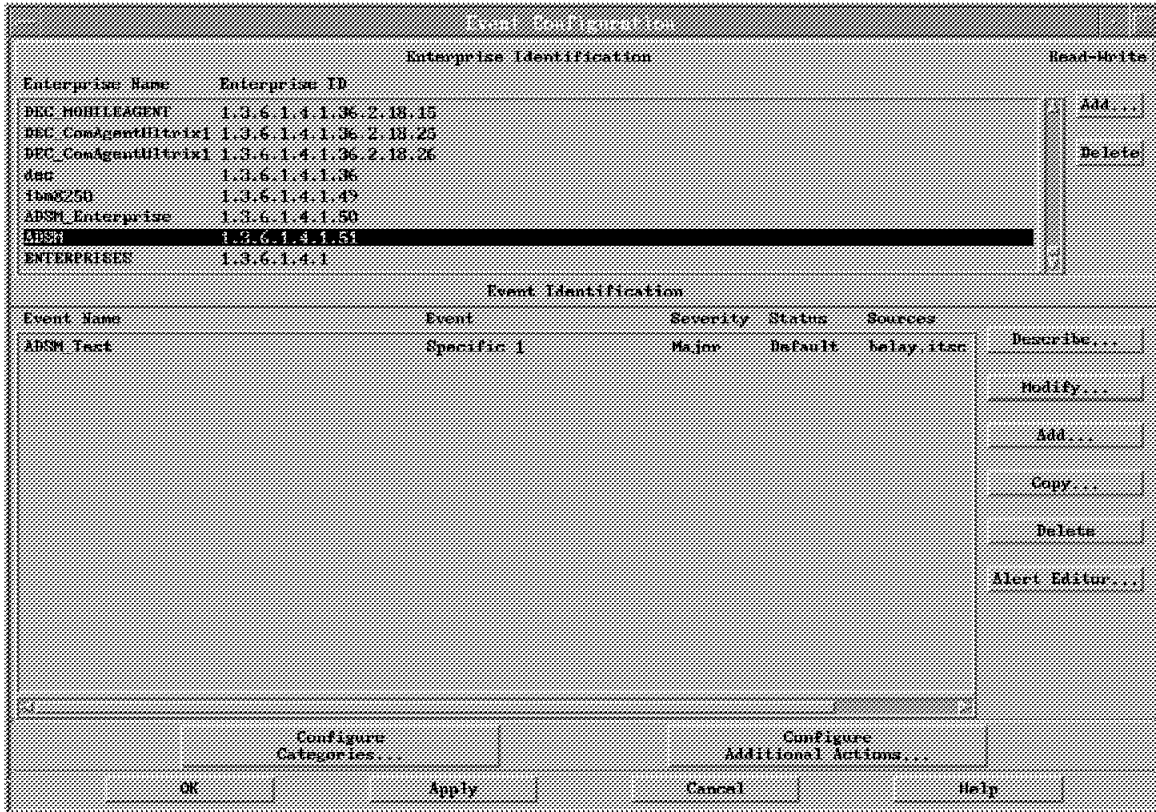 Event Configuration
Enterprise Identification Read-Write
Enterprise Name Enterprise ID
DEC_MOBILEAGENT 1.3.6.1.4.1.36.2.18.15
DEC_ComAgentUltrix1 1.3.6.1.4.1.36.2.18.25
DEC_ComAgentUltrix1 1.3.6.1.4.1.36.2.18.26
dec 1.3.6.1.4.1.36
ibm8250 1.3.6.1.4.1.49
ADSM_Enterprise 1.3.6.1.4.1.50
ADSM 1.3.6.1.4.1.51
ENTERPRISES 1.3.6.1.4.1
Add...
Delete
Event Identification
Event Name Event Severity Status Sources
ADSM_Test Specific 1 Major Default belay.itsc
Describe...
Modify...
Add...
Copy...
Delete
Alert Editor...
Configure Categories...
Configure Additional Actions...
OK Apply Cancel Help